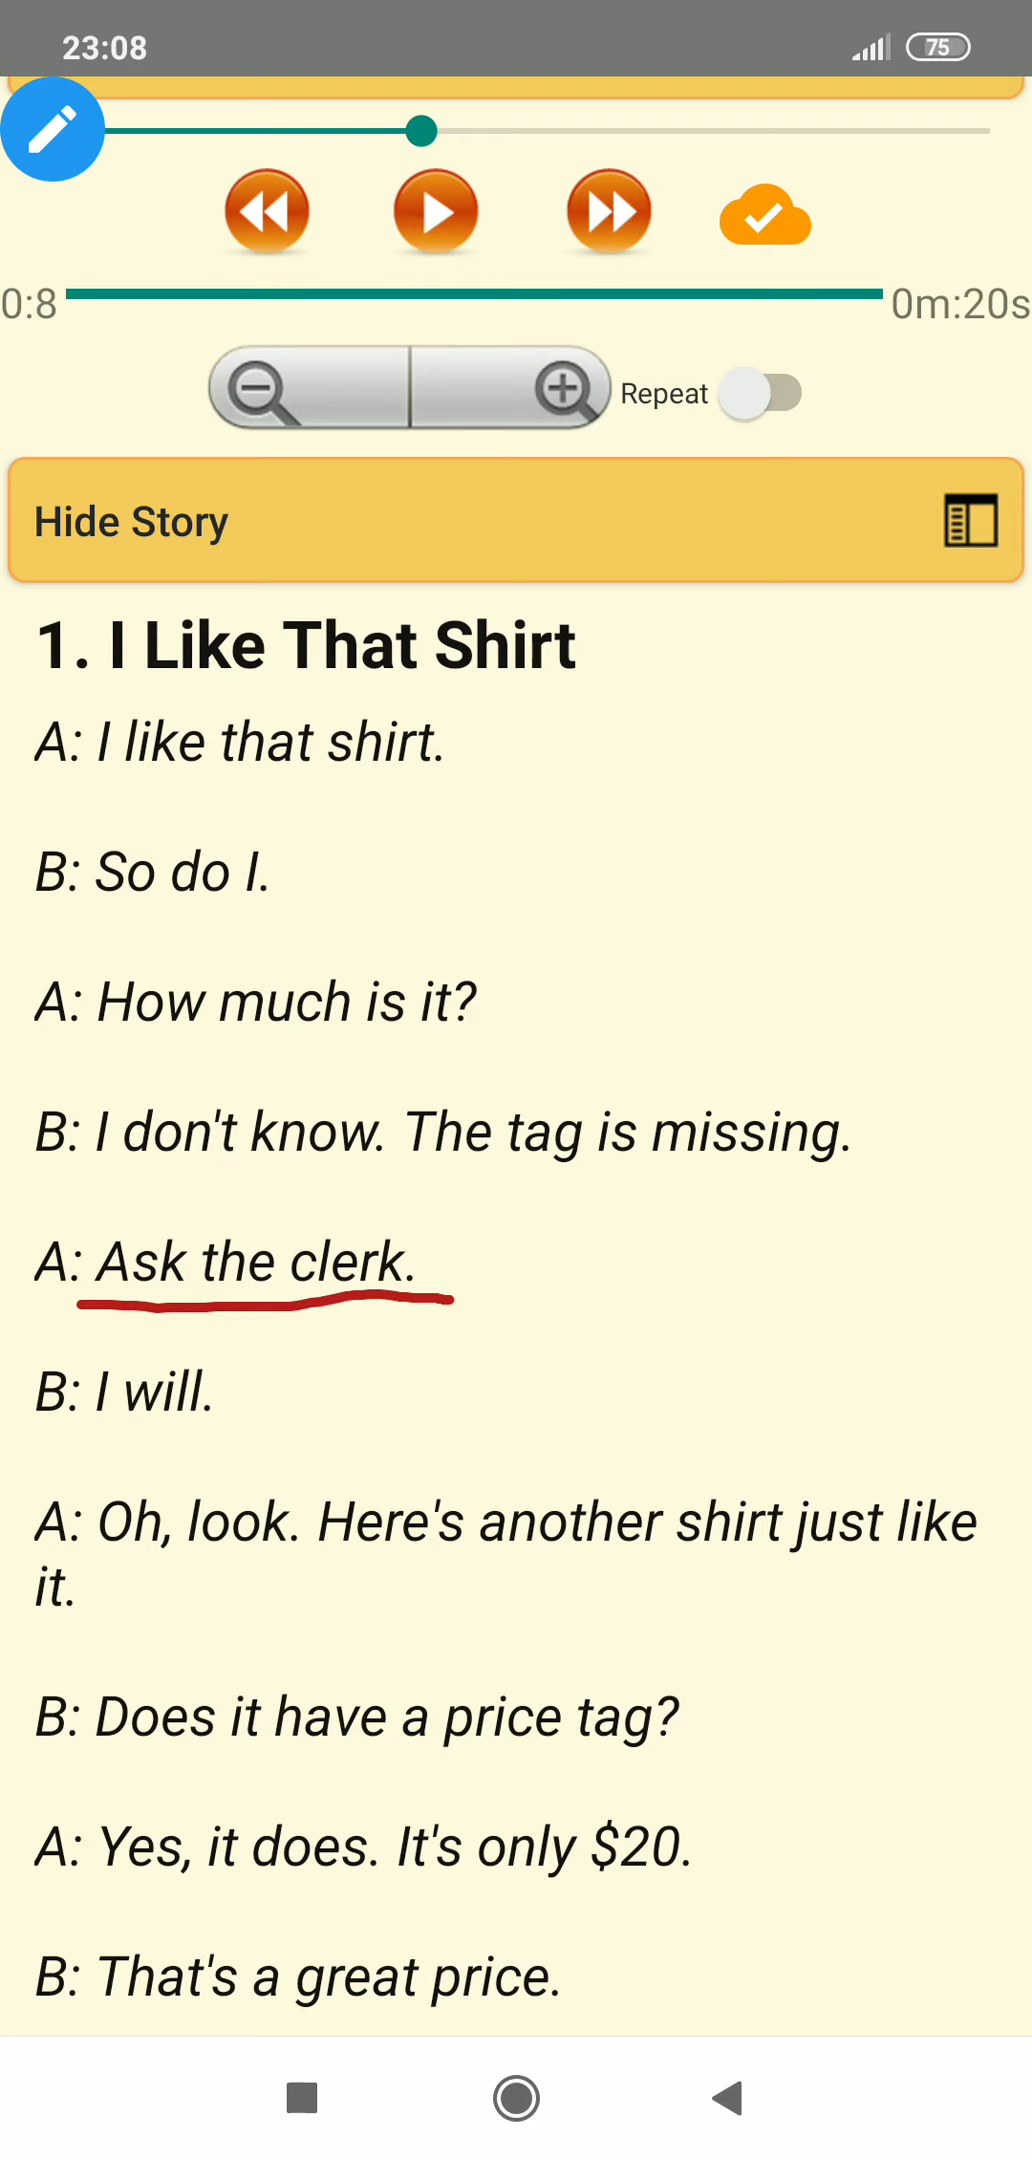 23:08
75
0:8
0m:20s
Repeat
Hide Story
1. I Like That Shirt
A: I like that shirt.
B: So do I.
A: How much is it?
B: I don't know. The tag is missing.
A: Ask the clerk.
B: I will.
A: Oh, look. Here's another shirt just like
it.
B: Does it have a price tag?
A: Yes, it does. It's only $20.
B: That's a great price.